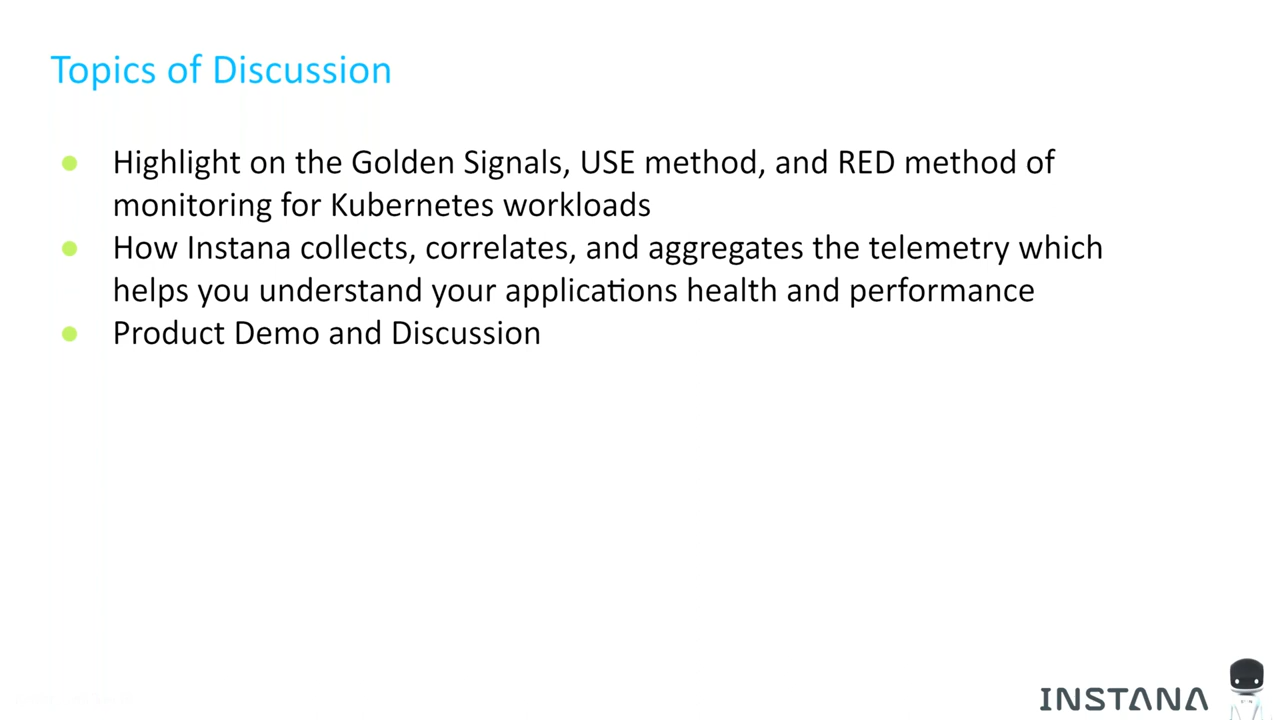 Topics of Discussion
● Highlight on the Golden Signals, USE method, and RED method of
monitoring for Kubernetes workloads
● How Instana collects, correlates, and aggregates the telemetry which
helps you understand your applications health and performance
● Product Demo and Discussion
INSTANA